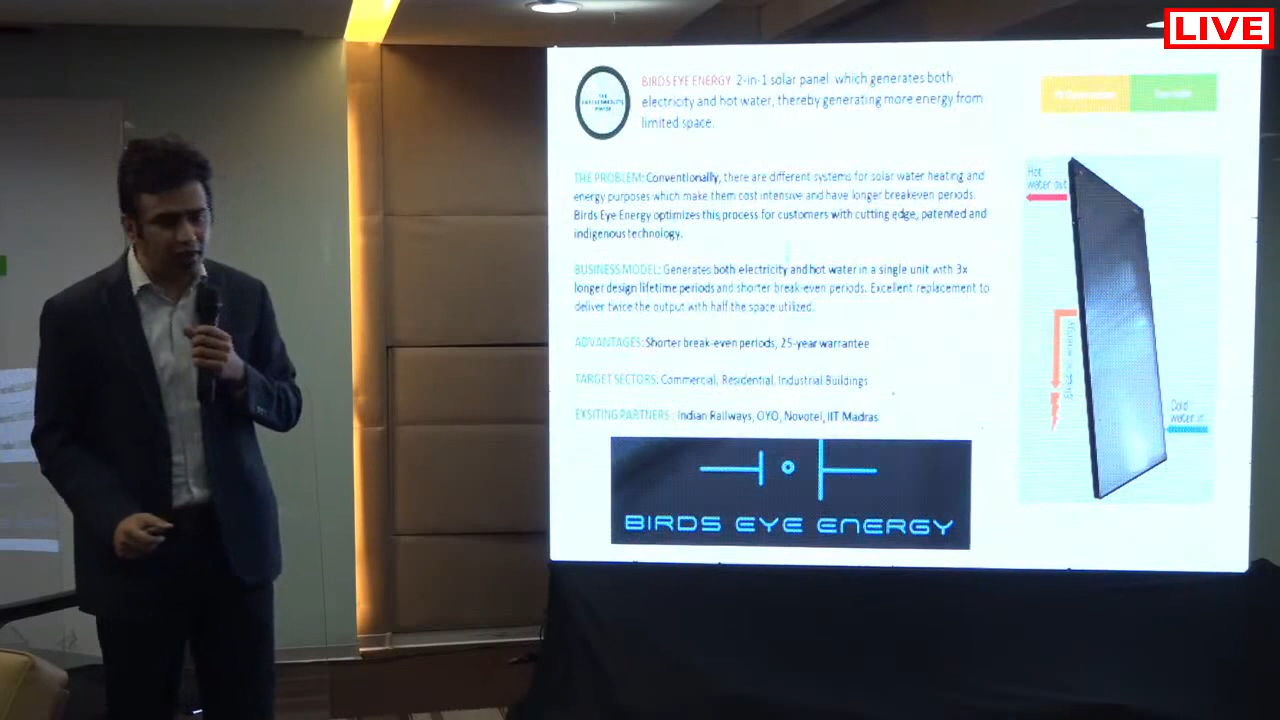 LIVE
BIRDS EYE ENERGY 2-in-1 solar panel which generates both
electricity and hot water, thereby generating more energy from
limited space.
THE PROBLEM: Conventionally, there are different systems for solar water heating and
energy purposes which make them cost intensive and have longer breakeven periods.
Birds Eye Energy optimizes this process for customers with cutting edge, patented and
indigenous technology.
BUSINESS MODEL: Generates both electricity and hot water in a single unit with 3x
longer design lifetime periods and shorter break-even periods. Excellent replacement to
deliver twice the output with half the space utilized.
ADVANTAGES: Shorter break-even periods, 25-year warrantee
TARGET SECTORS: Commercial, Residential, Industrial Buildings
EXSITING PARTNERS : Indian Railways, OYO, Novotel, IIT Madras
BIRDS EYE ENERGY
Hot
water out
energy
Cold
water in